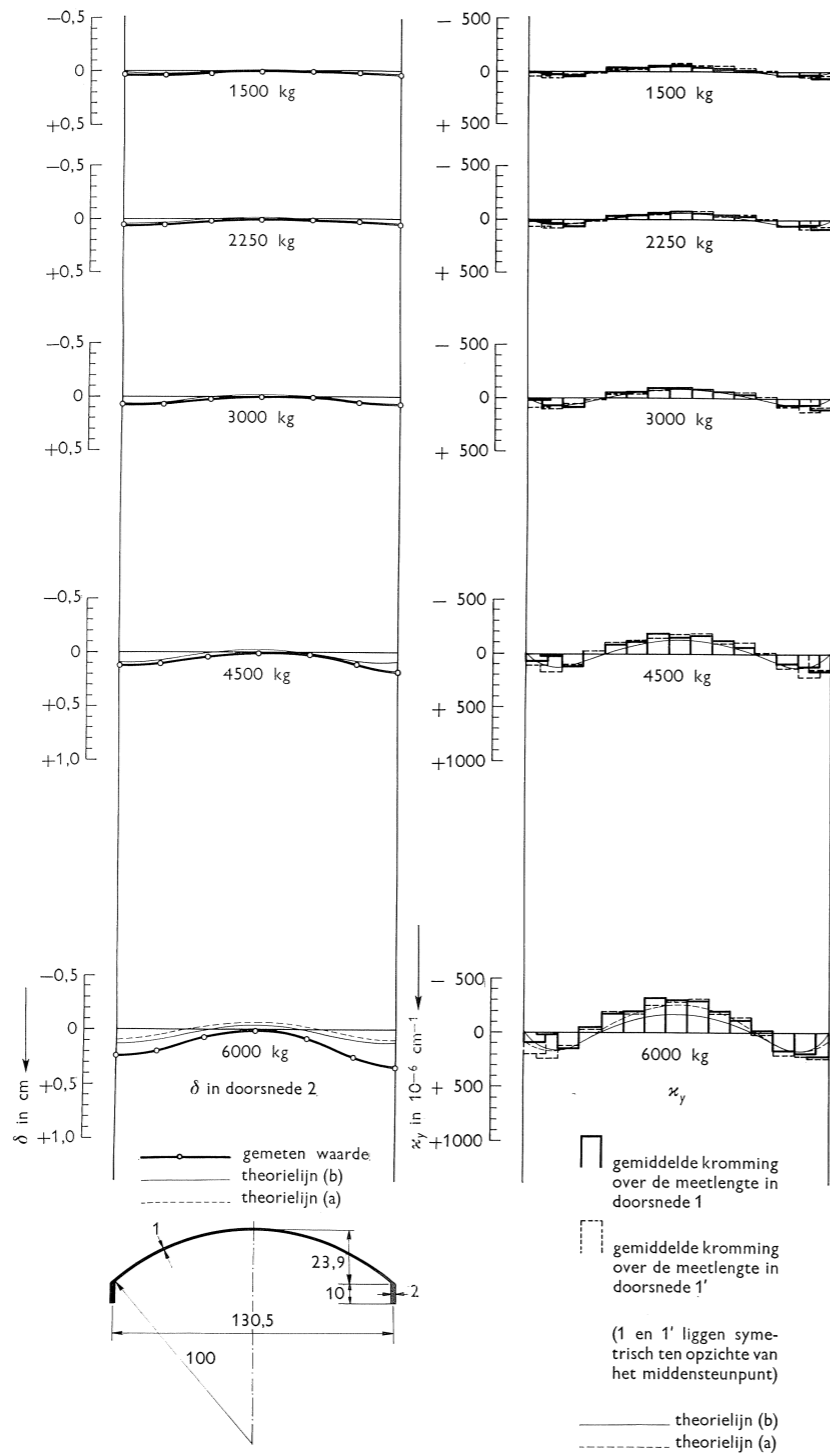 −0,5
0
+0,5
1500 kg
−0,5
0
+0,5
2250 kg
−0,5
0
+0,5
3000 kg
−0,5
0
+0,5
+1,0
4500 kg
−0,5
0
+0,5
+1,0
δ in cm
6000 kg
δ in doorsnede 2
gemeten waarde
theorielijn (b)
theorielijn (a)
1
23,9
10
2
130,5
100
− 500
0
+ 500
1500 kg
− 500
0
+ 500
2250 kg
− 500
0
+ 500
3000 kg
− 500
0
+ 500
+1000
4500 kg
− 500
0
+ 500
+1000
ϰy in 10⁻⁶ cm⁻¹
6000 kg
ϰy
gemiddelde kromming
over de meetlengte in
doorsnede 1
gemiddelde kromming
over de meetlengte in
doorsnede 1'
(1 en 1' liggen syme-
trisch ten opzichte van
het middensteunpunt)
theorielijn (b)
theorielijn (a)